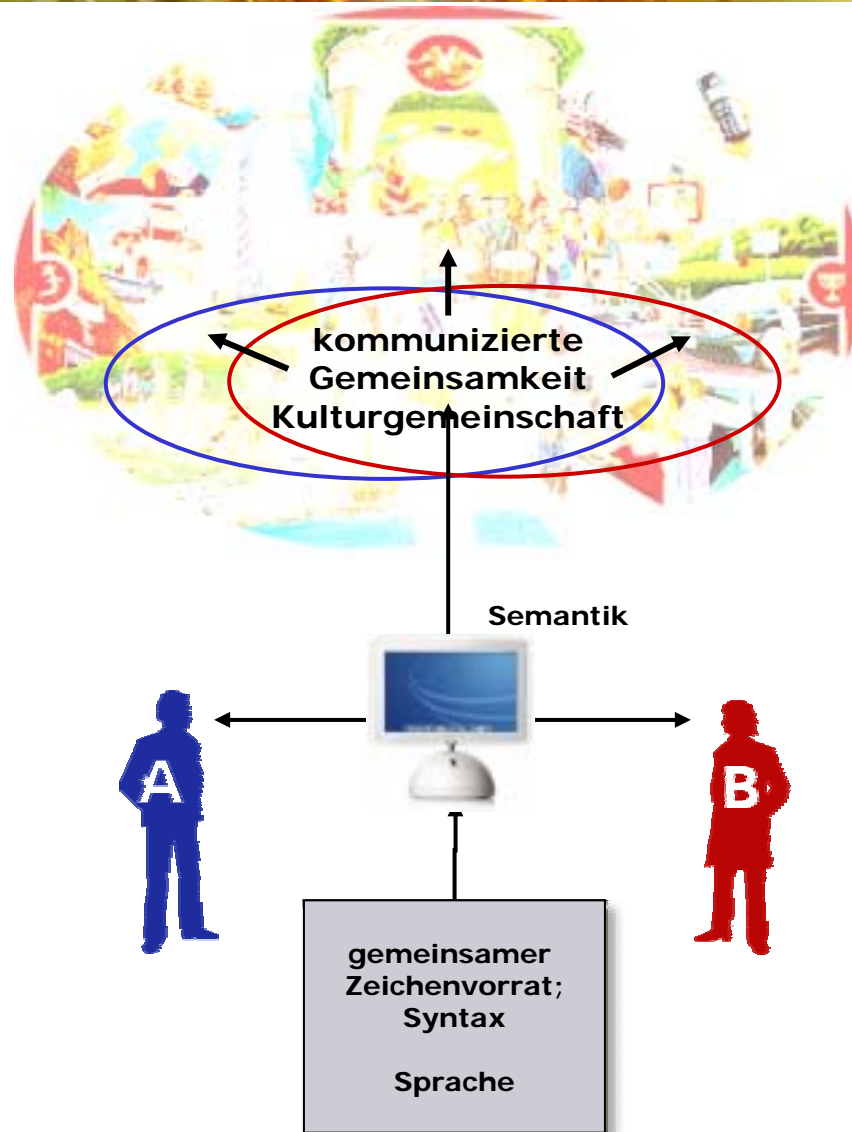 kommunizierte
Gemeinsamkeit
Kulturgemeinschaft
Semantik
A
B
gemeinsamer
Zeichenvorrat;
Syntax
Sprache